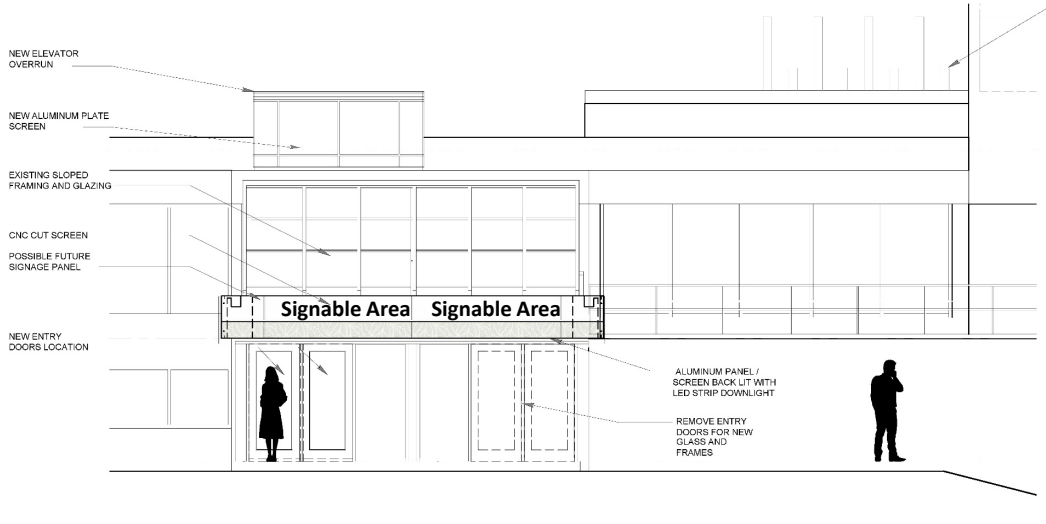 NEW ELEVATOR
OVERRUN
NEW ALUMINUM PLATE
SCREEN
EXISTING SLOPED
FRAMING AND GLAZING
CNC CUT SCREEN
POSSIBLE FUTURE
SIGNAGE PANEL
Signable Area Signable Area
NEW ENTRY
DOORS LOCATION
ALUMINUM PANEL /
SCREEN BACK LIT WITH
LED STRIP DOWNLIGHT
REMOVE ENTRY
DOORS FOR NEW
GLASS AND
FRAMES